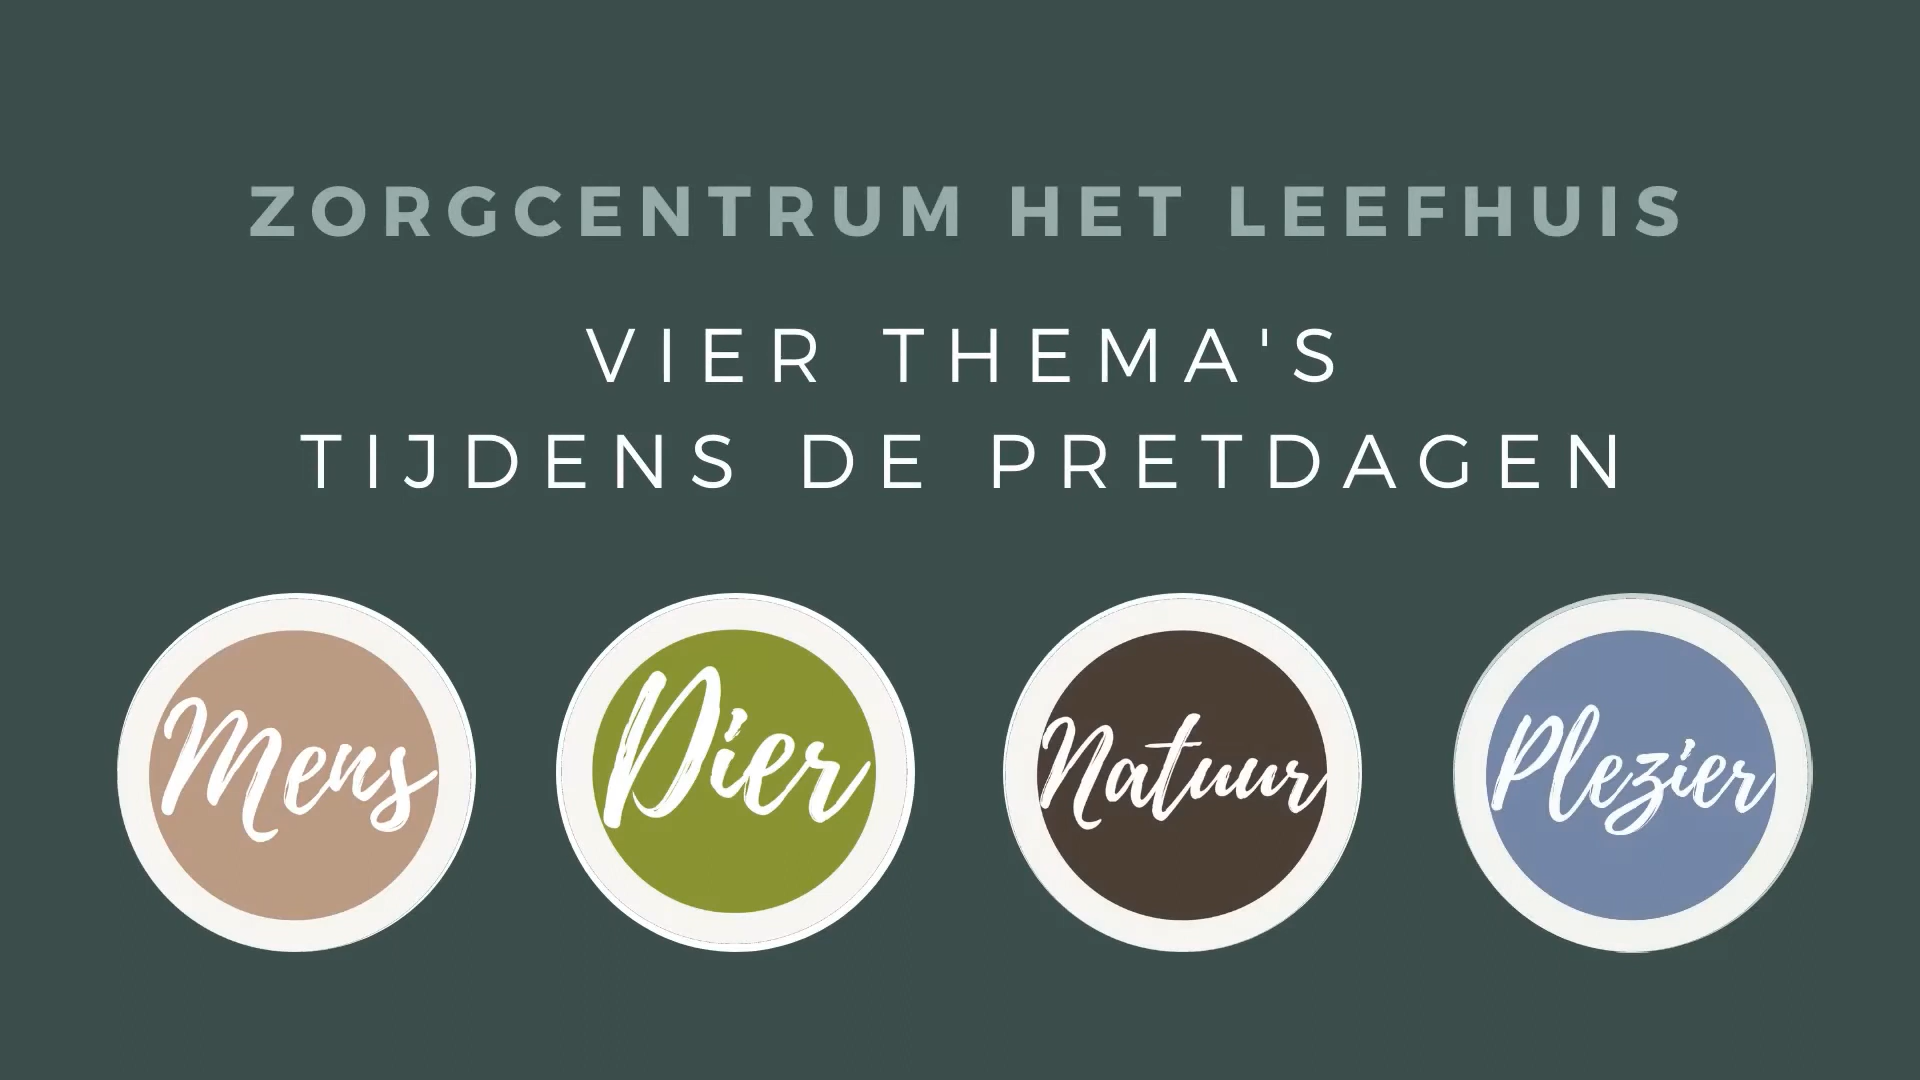 ZORGCENTRUM HET LEEFHUIS
VIER THEMA'S
TIJDENS DE PRETDAGEN
Mens
Dier
Natuur
Plezier